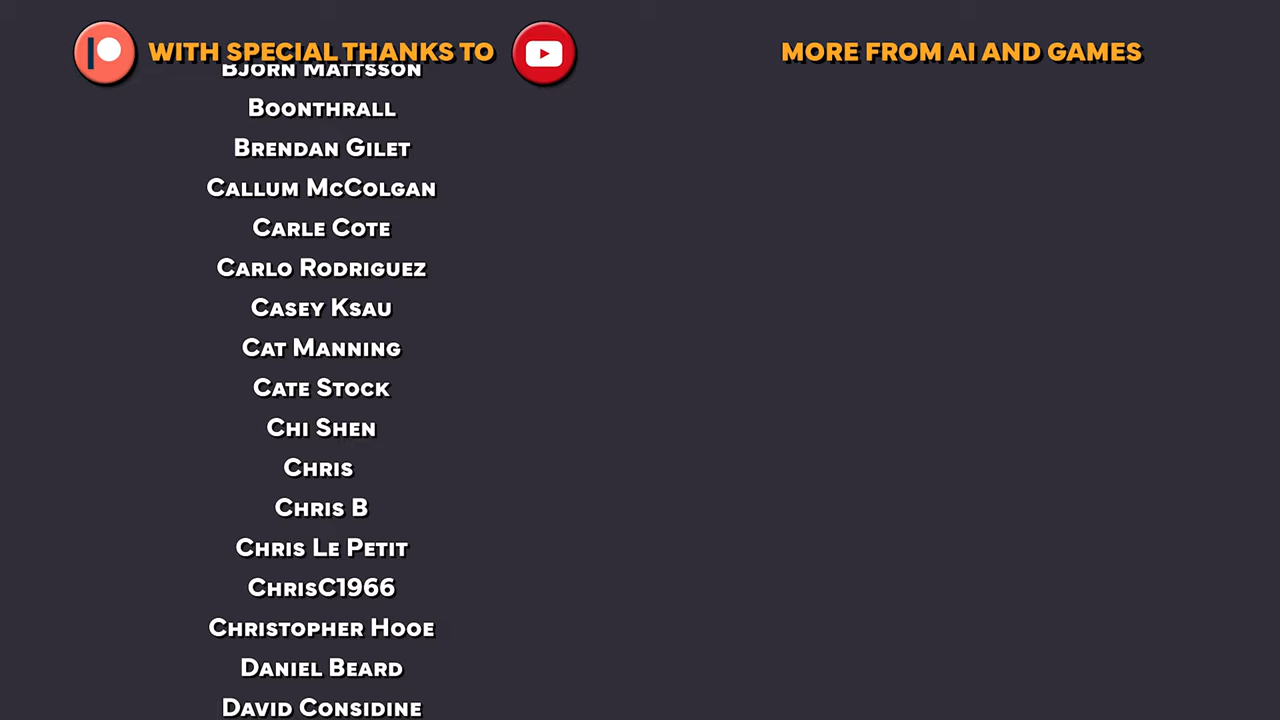 WITH SPECIAL THANKS TO
MORE FROM AI AND GAMES
BJORN MATTSSON
BOONTHRALL
BRENDAN GILET
CALLUM MCCOLGAN
CARLE COTE
CARLO RODRIGUEZ
CASEY KSAU
CAT MANNING
CATE STOCK
CHI SHEN
CHRIS
CHRIS B
CHRIS LE PETIT
CHRISC1966
CHRISTOPHER HOOE
DANIEL BEARD
DAVID CONSIDINE